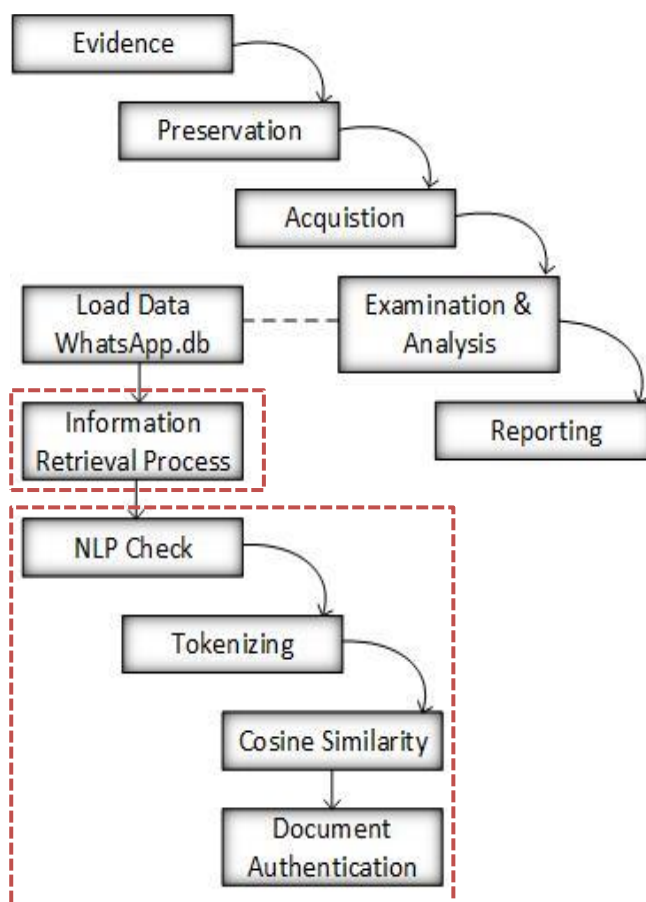 Evidence
Preservation
Acquistion
Load Data
WhatsApp.db
Examination &
Analysis
Information
Retrieval Process
Reporting
NLP Check
Tokenizing
Cosine Similarity
Document
Authentication